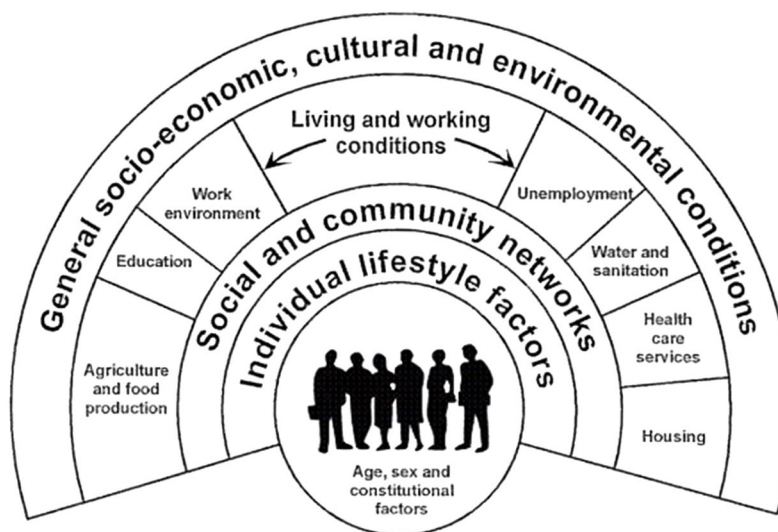 General socio-economic, cultural and environmental conditions
Living and working
conditions
Work
environment
Unemployment
Education
Water and
sanitation
Agriculture
and food
production
Health
care
services
Housing
Social and community networks
Individual lifestyle factors
Age, sex and
constitutional
factors